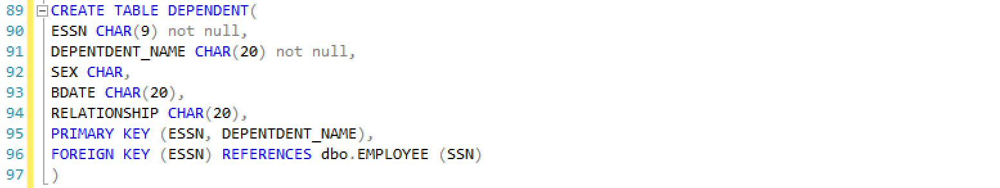 89 CREATE TABLE DEPENDENT(
90 ESSN CHAR(9) not null,
91 DEPENTDENT_NAME CHAR(20) not null,
92 SEX CHAR,
93 BDATE CHAR(20),
94 RELATIONSHIP CHAR(20),
95 PRIMARY KEY (ESSN, DEPENTDENT_NAME),
96 FOREIGN KEY (ESSN) REFERENCES dbo.EMPLOYEE (SSN)
97 )